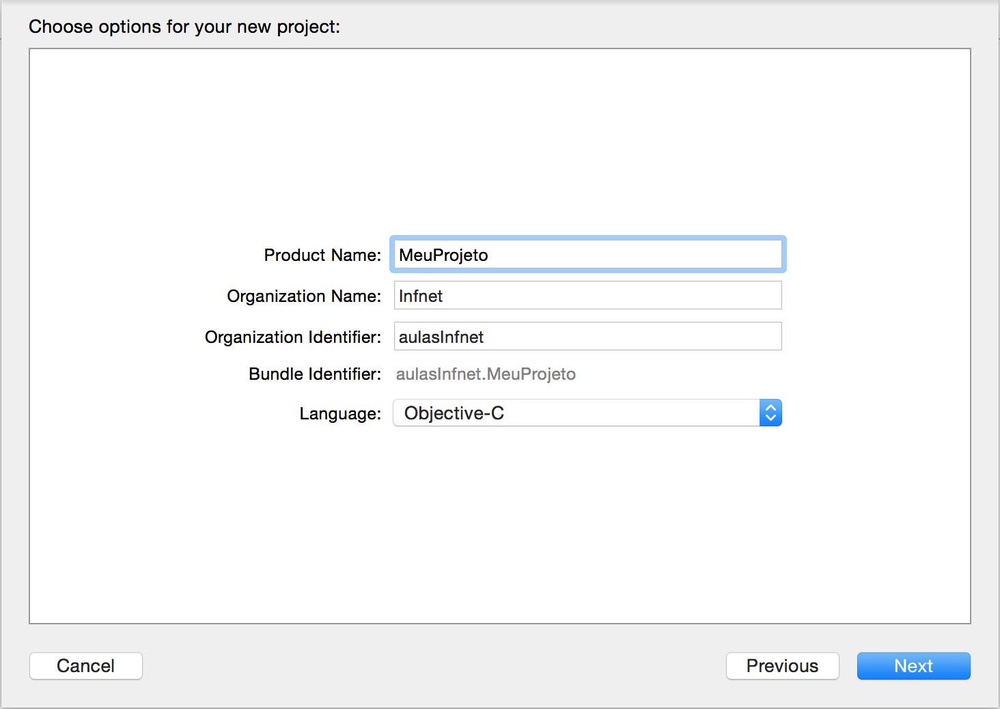 Choose options for your new project:
Product Name: MeuProjeto
Organization Name: Infnet
Organization Identifier: aulasInfnet
Bundle Identifier: aulasInfnet.MeuProjeto
Language: Objective-C
Cancel Previous Next